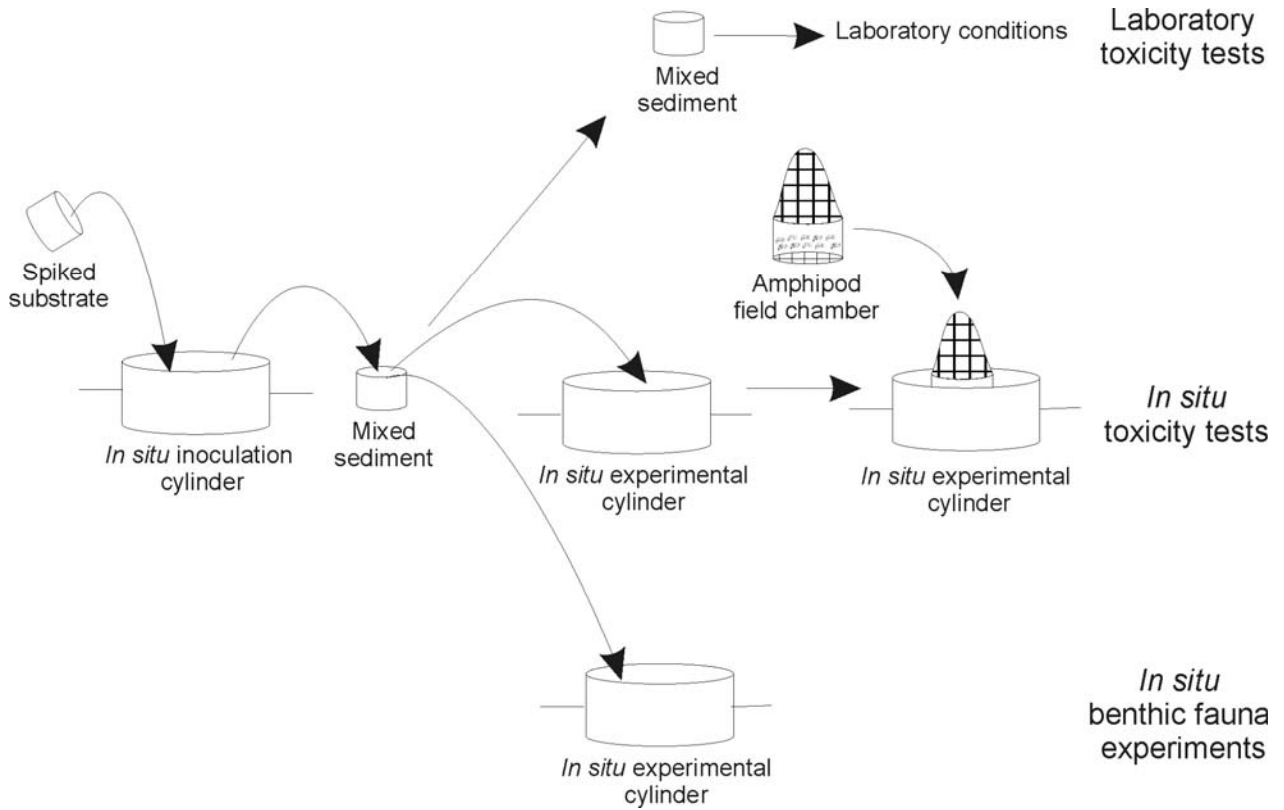 Laboratory conditions
Laboratory
toxicity tests
Mixed
sediment
Spiked
substrate
Amphipod
field chamber
In situ inoculation
cylinder
Mixed
sediment
In situ experimental
cylinder
In situ experimental
cylinder
In situ
toxicity tests
In situ experimental
cylinder
In situ
benthic fauna
experiments